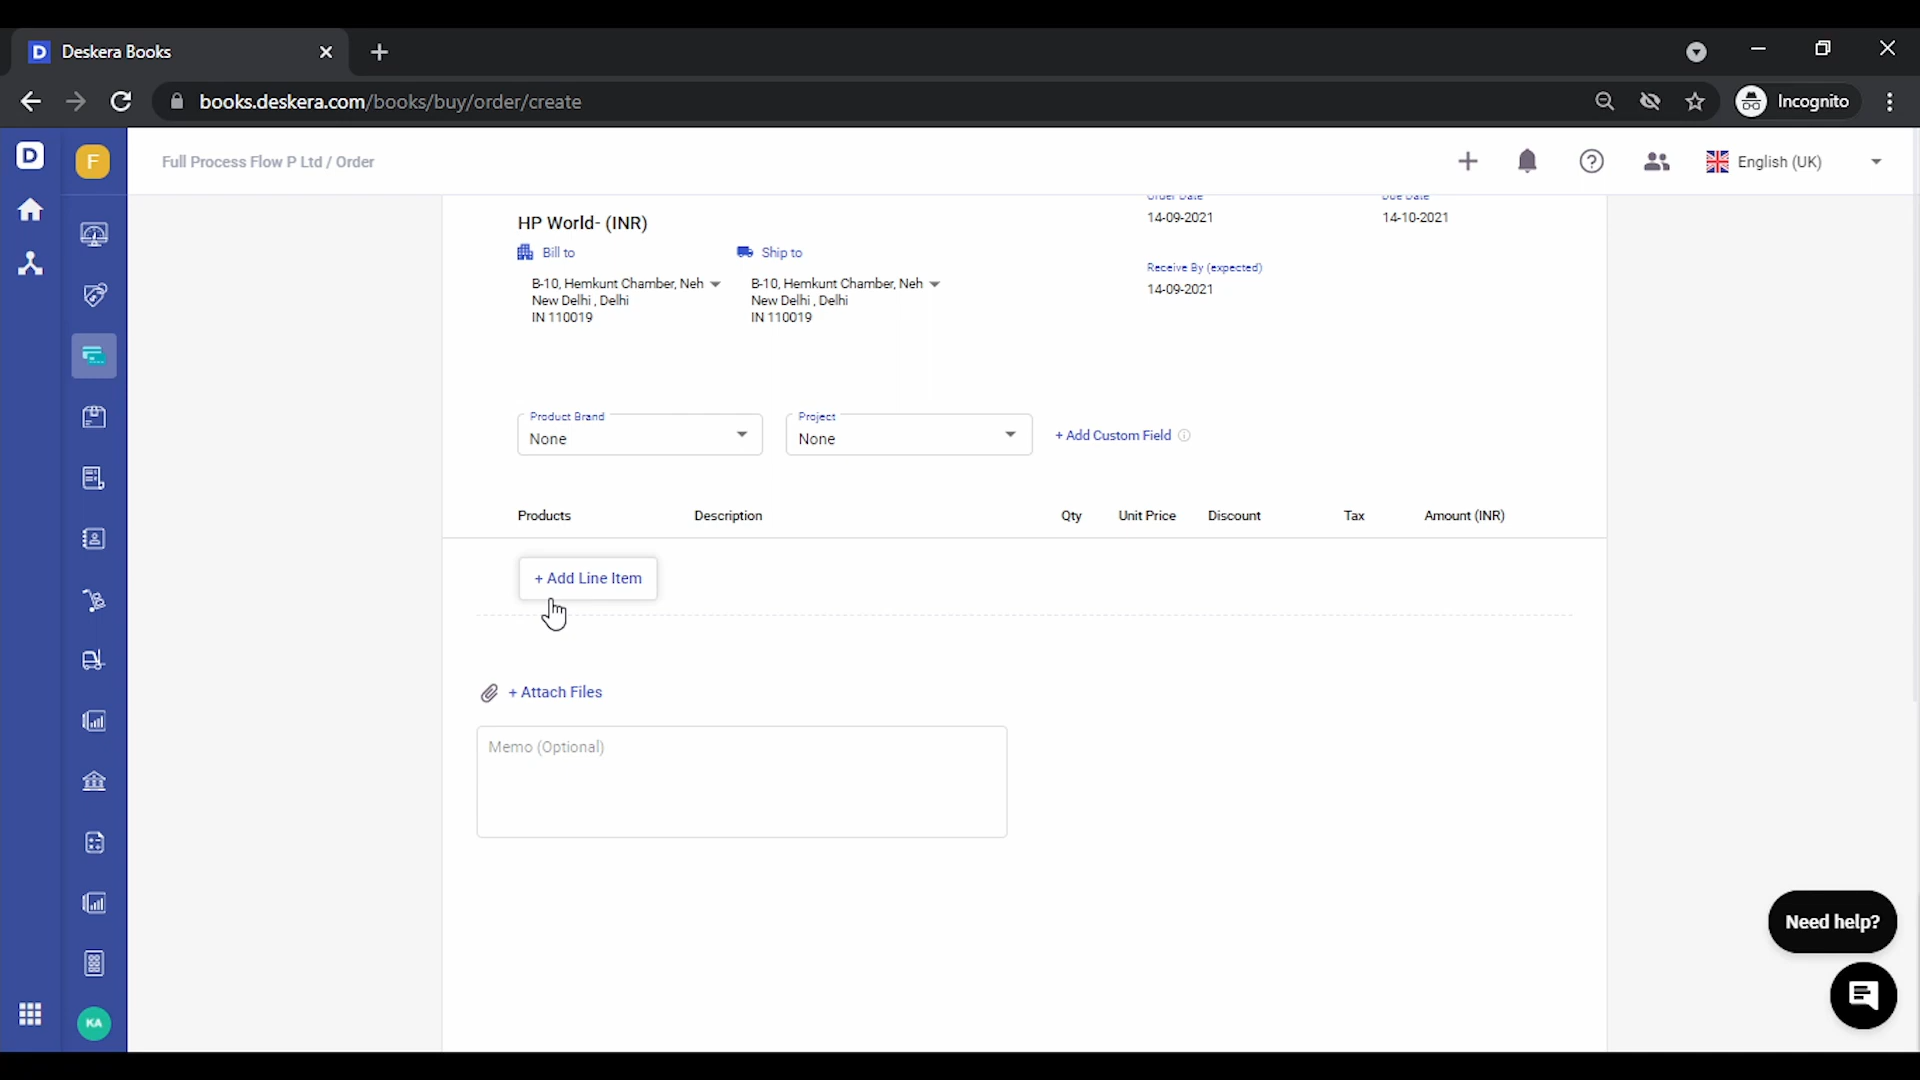 D Deskera Books
books.deskera.com/books/buy/order/create
Incognito
D
F
Full Process Flow P Ltd / Order
English (UK)
Order Date
Due Date
HP World- (INR)
14-09-2021
14-10-2021
Bill to
Ship to
Receive By (expected)
B-10, Hemkunt Chamber, Neh
B-10, Hemkunt Chamber, Neh
14-09-2021
New Delhi , Delhi
New Delhi , Delhi
IN 110019
IN 110019
Product Brand
Project
None
None
+ Add Custom Field
Products
Description
Qty
Unit Price
Discount
Tax
Amount (INR)
+ Add Line Item
+ Attach Files
Memo (Optional)
Need help?
KA